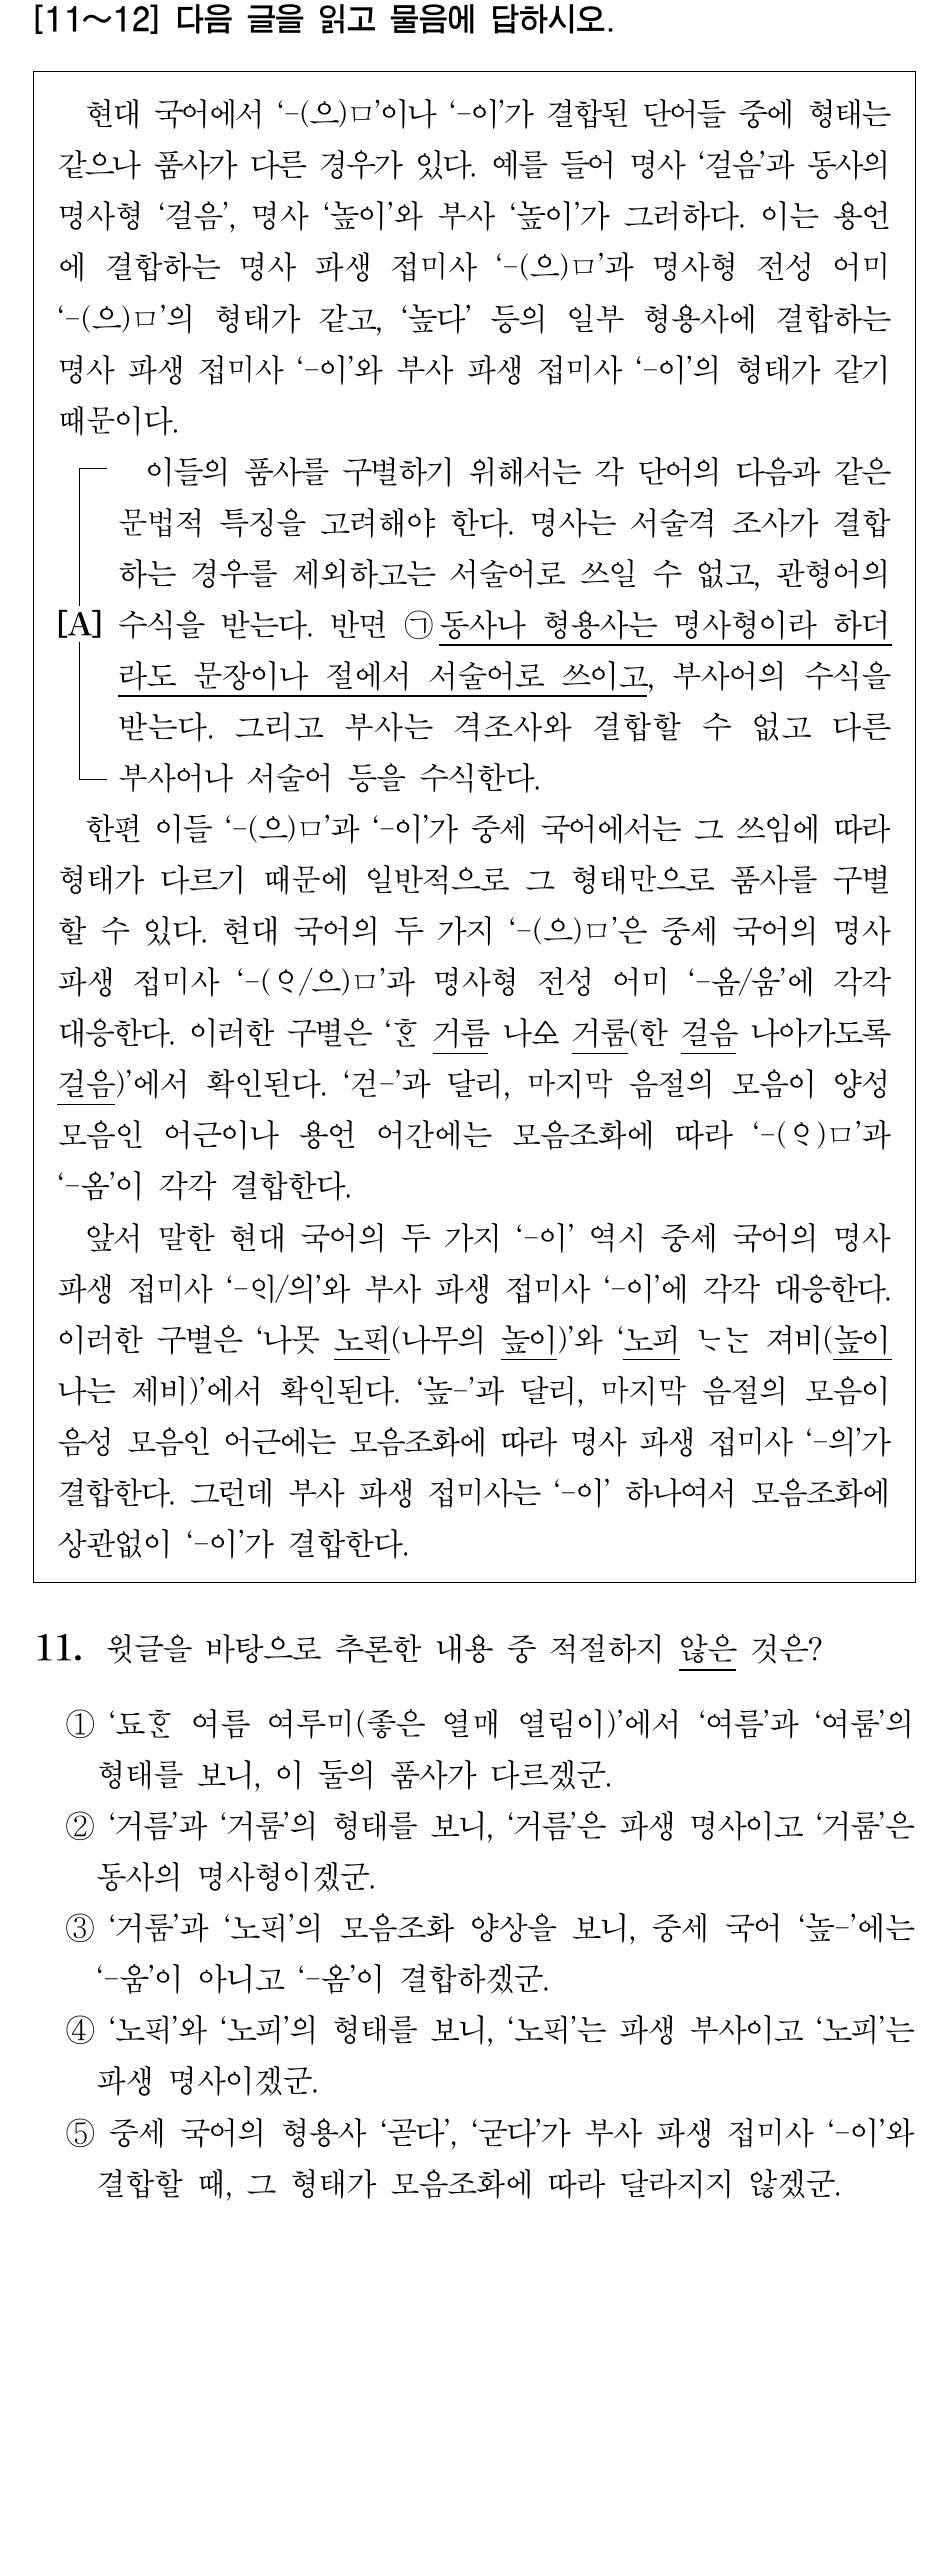 [11～12] 다음 글을 읽고 물음에 답하시오.
현대 국어에서 ‘-(으)ㅁ’이나 ‘-이’가 결합된 단어들 중에 형태는
같으나 품사가 다른 경우가 있다. 예를 들어 명사 ‘걸음’과 동사의
명사형 ‘걸음’, 명사 ‘높이’와 부사 ‘높이’가 그러하다. 이는 용언
에 결합하는 명사 파생 접미사 ‘-(으)ㅁ’과 명사형 전성 어미
‘-(으)ㅁ’의 형태가 같고, ‘높다’ 등의 일부 형용사에 결합하는
명사 파생 접미사 ‘-이’와 부사 파생 접미사 ‘-이’의 형태가 같기
때문이다.
이들의 품사를 구별하기 위해서는 각 단어의 다음과 같은
문법적 특징을 고려해야 한다. 명사는 서술격 조사가 결합
하는 경우를 제외하고는 서술어로 쓰일 수 없고, 관형어의
[A] 수식을 받는다. 반면 ㉠동사나 형용사는 명사형이라 하더
라도 문장이나 절에서 서술어로 쓰이고, 부사어의 수식을
받는다. 그리고 부사는 격조사와 결합할 수 없고 다른
부사어나 서술어 등을 수식한다.
한편 이들 ‘-(으)ㅁ’과 ‘-이’가 중세 국어에서는 그 쓰임에 따라
형태가 다르기 때문에 일반적으로 그 형태만으로 품사를 구별
할 수 있다. 현대 국어의 두 가지 ‘-(으)ㅁ’은 중세 국어의 명사
파생 접미사 ‘-(ᄋᆞ/으)ㅁ’과 명사형 전성 어미 ‘-옴/움’에 각각
대응한다. 이러한 구별은 ‘ᄒᆞᆫ 거름 나소 거룸(한 걸음 나아가도록
걸음)’에서 확인된다. ‘걷-’과 달리, 마지막 음절의 모음이 양성
모음인 어근이나 용언 어간에는 모음조화에 따라 ‘-(ᄋᆞ)ㅁ’과
‘-옴’이 각각 결합한다.
앞서 말한 현대 국어의 두 가지 ‘-이’ 역시 중세 국어의 명사
파생 접미사 ‘-ᄋᆡ/의’와 부사 파생 접미사 ‘-이’에 각각 대응한다.
이러한 구별은 ‘나못 노ᄑᆡ(나무의 높이)’와 ‘노피 ᄂᆞᄂᆞᆫ 져비(높이
나는 제비)’에서 확인된다. ‘높-’과 달리, 마지막 음절의 모음이
음성 모음인 어근에는 모음조화에 따라 명사 파생 접미사 ‘-의’가
결합한다. 그런데 부사 파생 접미사는 ‘-이’ 하나여서 모음조화에
상관없이 ‘-이’가 결합한다.
11. 윗글을 바탕으로 추론한 내용 중 적절하지 않은 것은?
① ‘됴ᄒᆞᆫ 여름 여루미(좋은 열매 열림이)’에서 ‘여름’과 ‘여룸’의
형태를 보니, 이 둘의 품사가 다르겠군.
② ‘거름’과 ‘거룸’의 형태를 보니, ‘거름’은 파생 명사이고 ‘거룸’은
동사의 명사형이겠군.
③ ‘거룸’과 ‘노ᄑᆡ’의 모음조화 양상을 보니, 중세 국어 ‘높-’에는
‘-움’이 아니고 ‘-옴’이 결합하겠군.
④ ‘노ᄑᆡ’와 ‘노피’의 형태를 보니, ‘노ᄑᆡ’는 파생 부사이고 ‘노피’는
파생 명사이겠군.
⑤ 중세 국어의 형용사 ‘곧다’, ‘굳다’가 부사 파생 접미사 ‘-이’와
결합할 때, 그 형태가 모음조화에 따라 달라지지 않겠군.